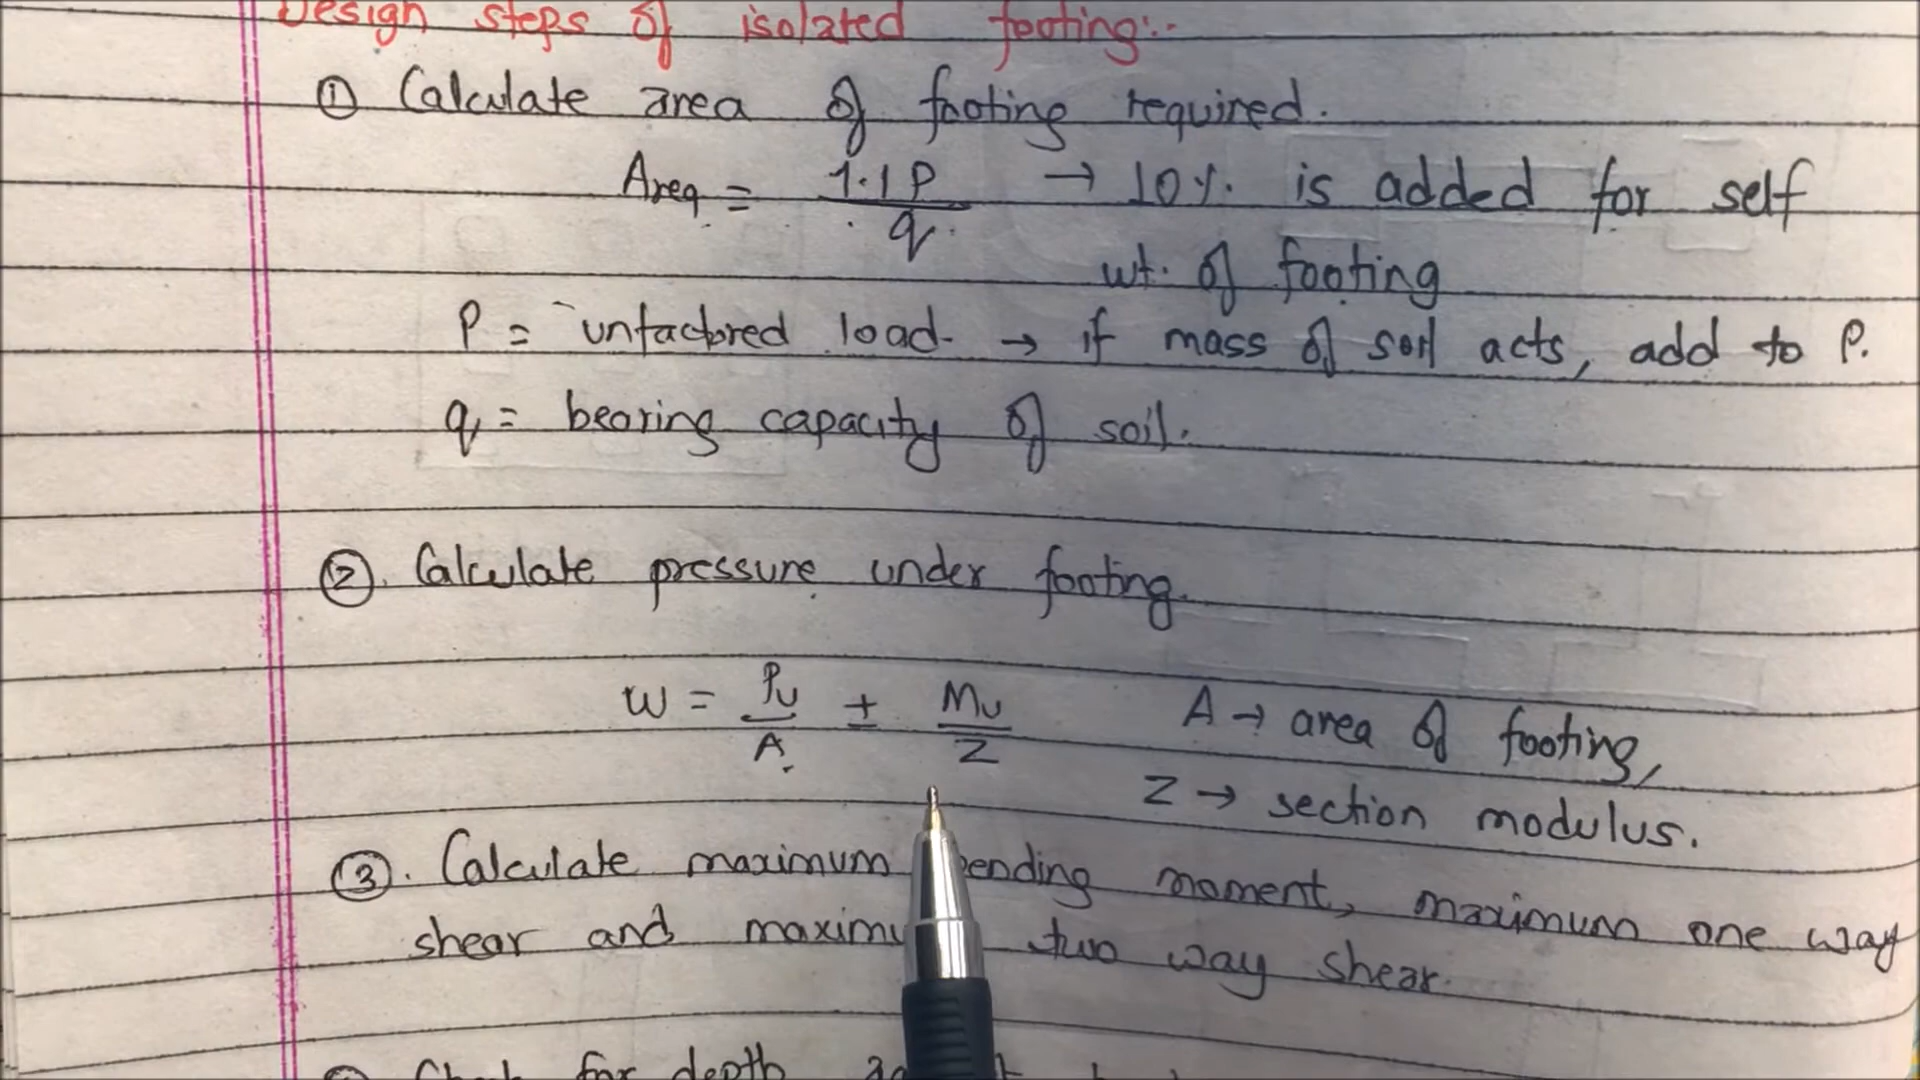 Design steps of isolated footing:-
① Calculate area of footing required.
Areq = 1.1P / q → 10%. is added for self
wt. of footing
P = unfactored load. → if mass of soil acts, add to P.
q = bearing capacity of soil.
②. Calculate pressure under footing.
w = Pu / A ± Mu / Z A → area of footing,
Z → section modulus.
③. Calculate maximum bending moment, maximum one way
shear and maximum two way shear.
for depth